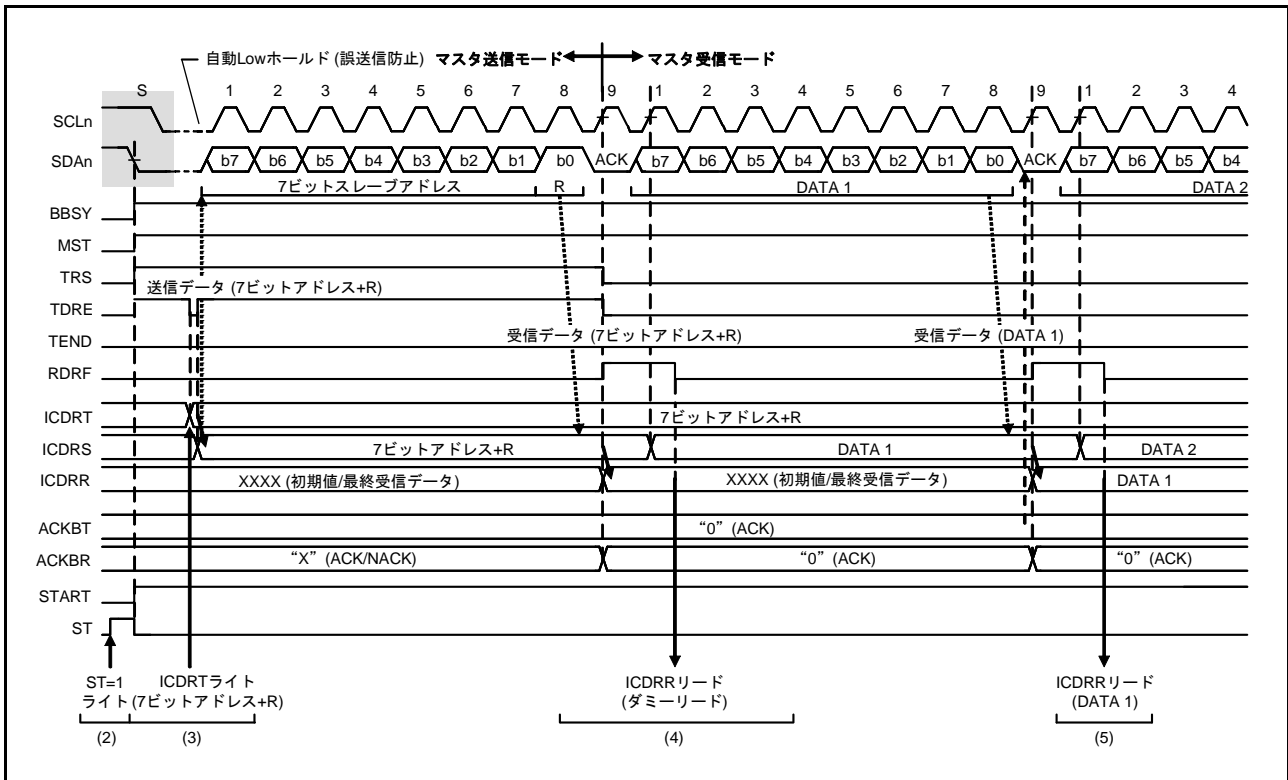 自動Lowホールド (誤送信防止) マスタ送信モード マスタ受信モード
S 1 2 3 4 5 6 7 8 9 1 2 3 4 5 6 7 8 9 1 2 3 4
SCLn
SDAn b7 b6 b5 b4 b3 b2 b1 b0 ACK b7 b6 b5 b4 b3 b2 b1 b0 ACK b7 b6 b5 b4
7ビットスレーブアドレス R DATA 1 DATA 2
BBSY
MST
TRS
送信データ (7ビットアドレス+R)
TDRE
受信データ (7ビットアドレス+R) 受信データ (DATA 1)
TEND
RDRF
ICDRT 7ビットアドレス+R
ICDRS 7ビットアドレス+R DATA 1 DATA 2
ICDRR XXXX (初期値/最終受信データ) XXXX (初期値/最終受信データ) DATA 1
ACKBT “0” (ACK)
ACKBR “X” (ACK/NACK) “0” (ACK) “0” (ACK)
START
ST
ST=1 ICDRTライト ICDRRリード ICDRRリード
ライト (7ビットアドレス+R) (ダミーリード) (DATA 1)
(2) (3) (4) (5)